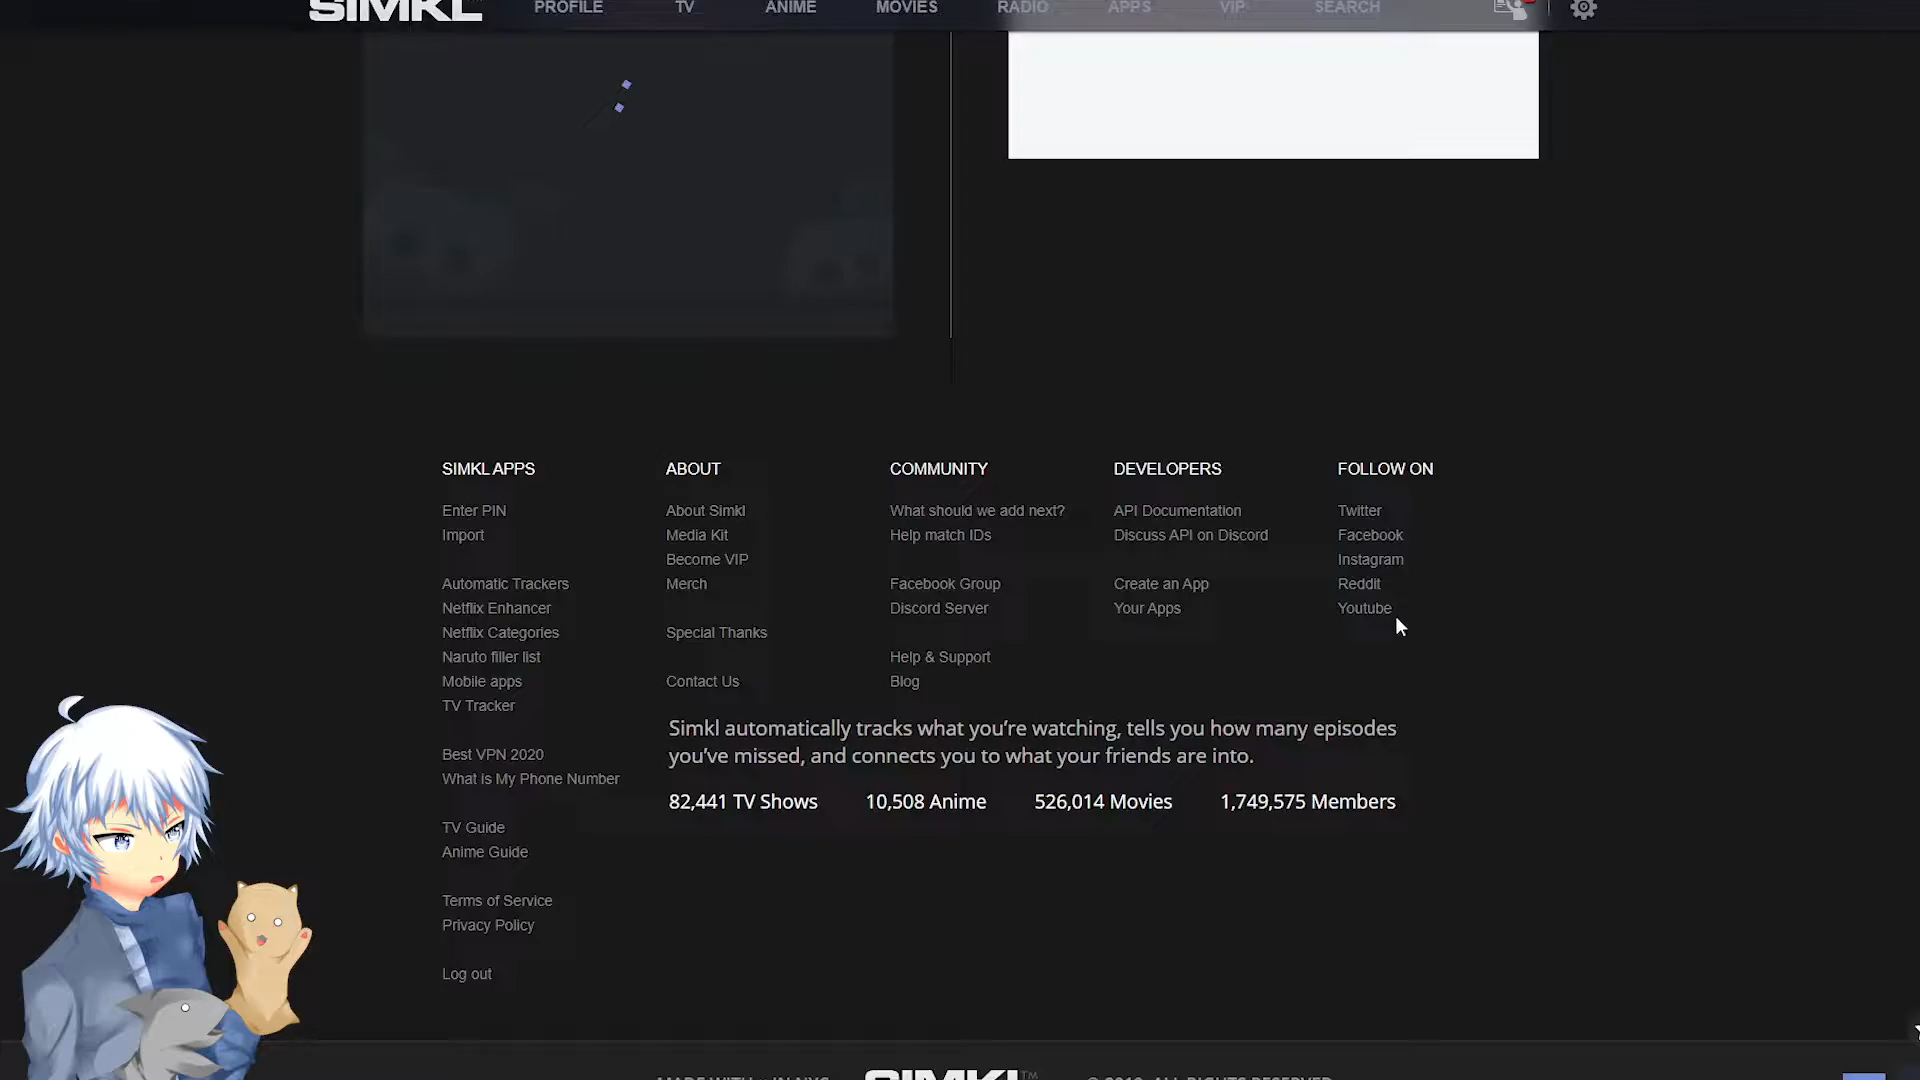 SIMKL
PROFILE TV ANIME MOVIES RADIO APPS VIP SEARCH
SIMKL APPS
Enter PIN
Import
Automatic Trackers
Netflix Enhancer
Netflix Categories
Naruto filler list
Mobile apps
TV Tracker
Best VPN 2020
What is My Phone Number
TV Guide
Anime Guide
Terms of Service
Privacy Policy
Log out
ABOUT
About Simkl
Media Kit
Become VIP
Merch
Special Thanks
Contact Us
COMMUNITY
What should we add next?
Help match IDs
Facebook Group
Discord Server
Help & Support
Blog
DEVELOPERS
API Documentation
Discuss API on Discord
Create an App
Your Apps
FOLLOW ON
Twitter
Facebook
Instagram
Reddit
Youtube
Simkl automatically tracks what you’re watching, tells you how many episodes
you’ve missed, and connects you to what your friends are into.
82,441 TV Shows 10,508 Anime 526,014 Movies 1,749,575 Members
SIMKL™